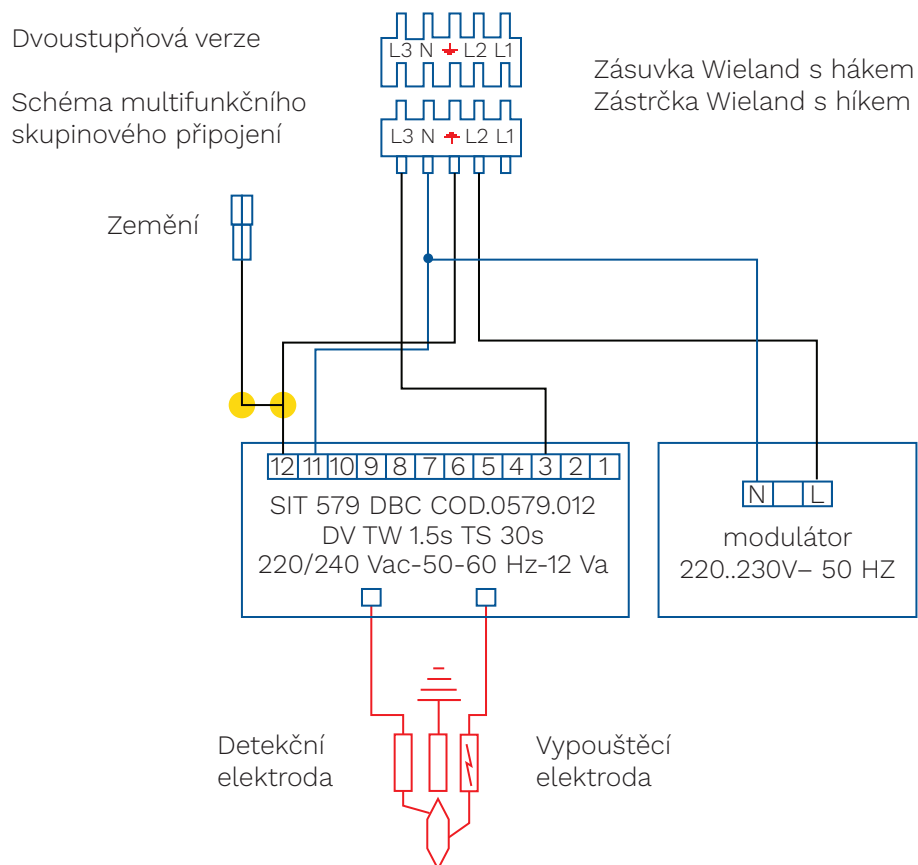 Dvoustupňová verze
Schéma multifunkčního
skupinového připojení
L3 N L2 L1
L3 N L2 L1
Zásuvka Wieland s hákem
Zástrčka Wieland s híkem
Zemění
12 11 10 9 8 7 6 5 4 3 2 1
SIT 579 DBC COD.0579.012
DV TW 1.5s TS 30s
220/240 Vac-50-60 Hz-12 Va
N L
modulátor
220..230V– 50 HZ
Detekční
elektroda
Vypouštěcí
elektroda